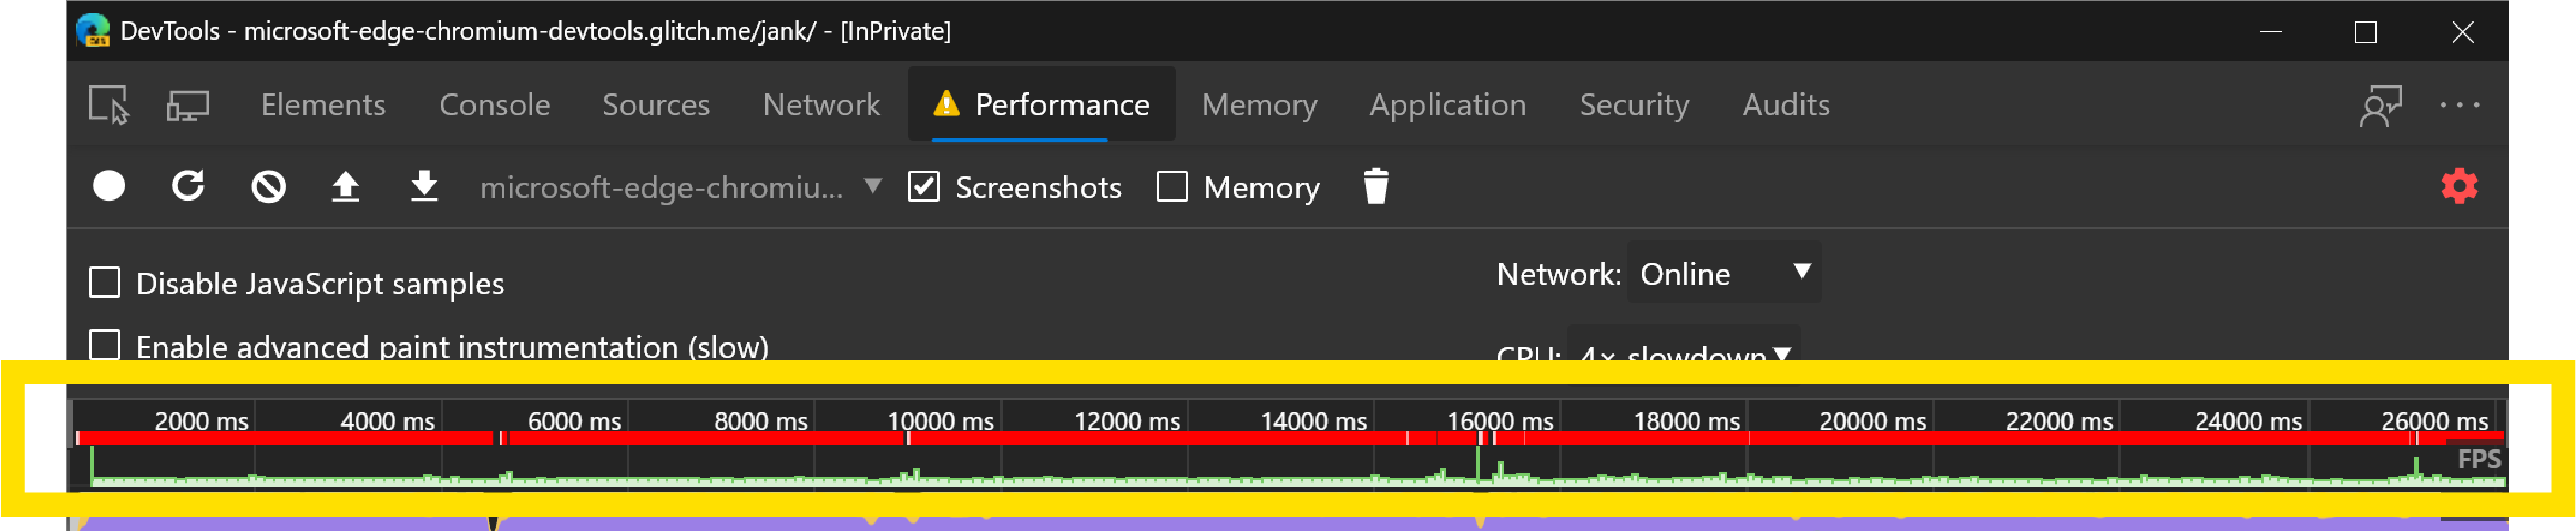 DevTools - microsoft-edge-chromium-devtools.glitch.me/jank/ - [InPrivate]
Elements Console Sources Network Performance Memory Application Security Audits
microsoft-edge-chromiu... Screenshots Memory
Disable JavaScript samples Network: Online
Enable advanced paint instrumentation (slow) CPU: 4× slowdown
2000 ms 4000 ms 6000 ms 8000 ms 10000 ms 12000 ms 14000 ms 16000 ms 18000 ms 20000 ms 22000 ms 24000 ms 26000 ms
FPS